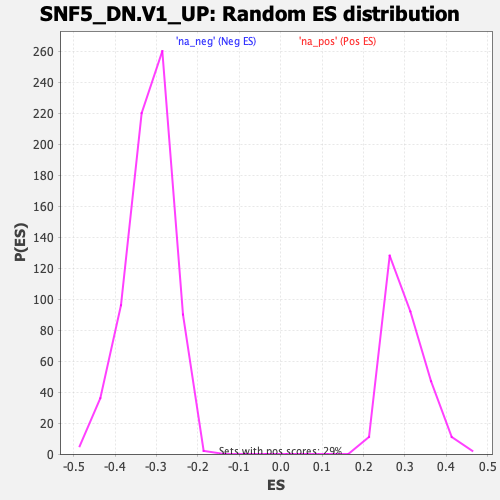 SNF5_DN.V1_UP: Random ES distribution
'na_neg' (Neg ES) 'na_pos' (Pos ES)
260
240
220
200
180
160
140
120
100
80
60
40
20
0
P(ES)
Sets with pos scores: 29%
-0.5 -0.4 -0.3 -0.2 -0.1 0.0 0.1 0.2 0.3 0.4 0.5
ES